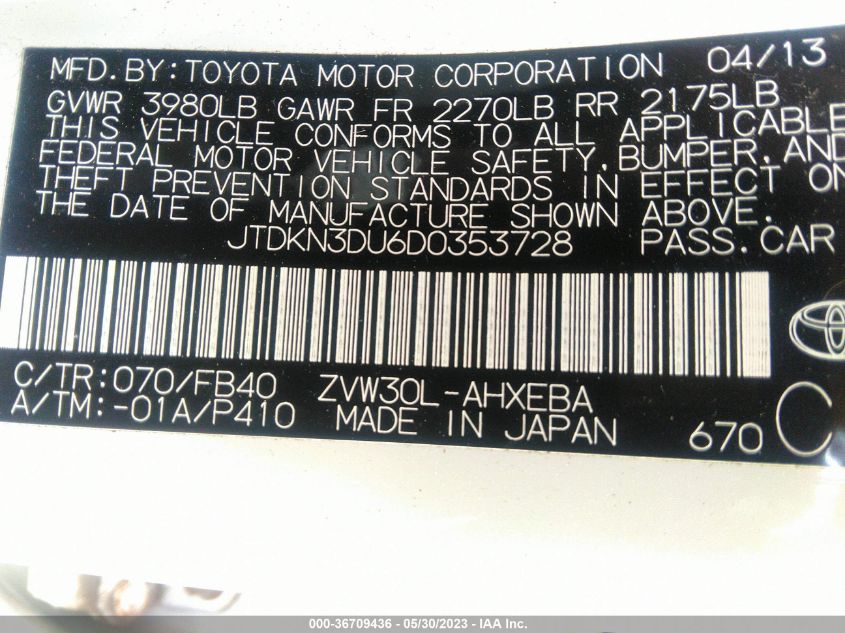 MFD. BY: TOYOTA MOTOR CORPORATION 04/13
GVWR 3980LB GAWR FR 2270LB RR 2175LB
THIS VEHICLE CONFORMS TO ALL APPLICABLE
FEDERAL MOTOR VEHICLE SAFETY, BUMPER, AND
THEFT PREVENTION STANDARDS IN EFFECT ON
THE DATE OF MANUFACTURE SHOWN ABOVE.
JTDKN3DU6D0353728 PASS. CAR
C/TR: 070/FB40 ZVW30L-AHXEBA
A/TM: -01A/P410 MADE IN JAPAN 670 C
000-36709436 - 05/30/2023 - IAA Inc.